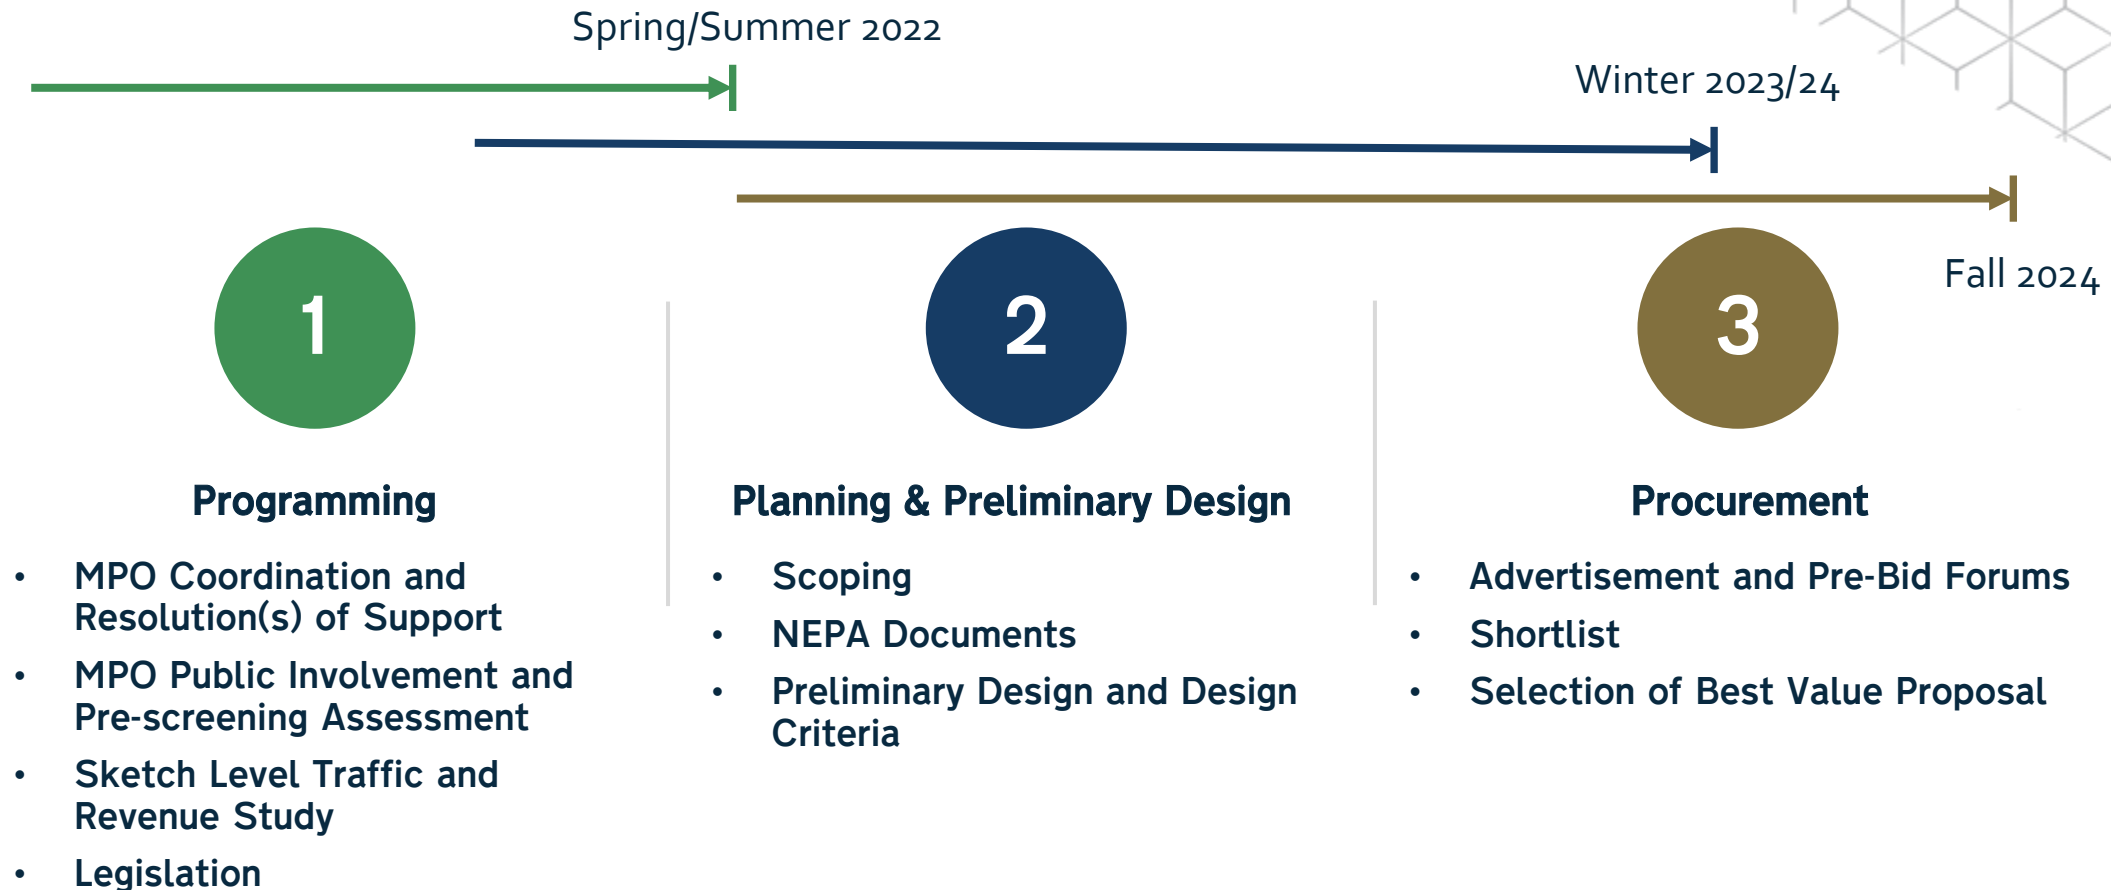 Spring/Summer 2022
Winter 2023/24
Fall 2024
1
Programming
• MPO Coordination and
Resolution(s) of Support
• MPO Public Involvement and
Pre-screening Assessment
• Sketch Level Traffic and
Revenue Study
• Legislation
2
Planning & Preliminary Design
• Scoping
• NEPA Documents
• Preliminary Design and Design
Criteria
3
Procurement
• Advertisement and Pre-Bid Forums
• Shortlist
• Selection of Best Value Proposal